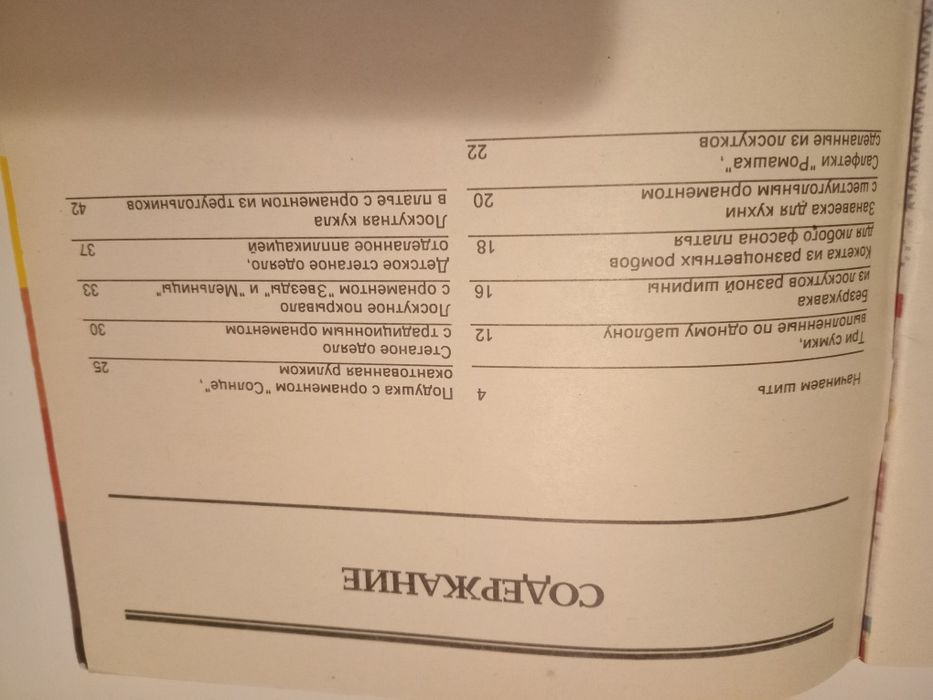 СОДЕРЖАНИЕ
Начинаем шить 4
Три сумки,
выполненные по одному шаблону 12
Безрукавка
из лоскутков разной ширины 16
Кокетка из разноцветных ромбов
для любого фасона платья 18
Занавеска для кухни
с шестиугольным орнаментом 20
Салфетки "Ромашка",
сделанные из лоскутков 22
Подушка с орнаментом "Солнце",
окантованная руликом 25
Стеганое одеяло
с традиционным орнаментом 30
Лоскутное покрывало
с орнаментом "Звезды" и "Мельницы" 33
Детское стеганое одеяло,
отделанное аппликацией 37
Лоскутная кукла
в платье с орнаментом из треугольников 42